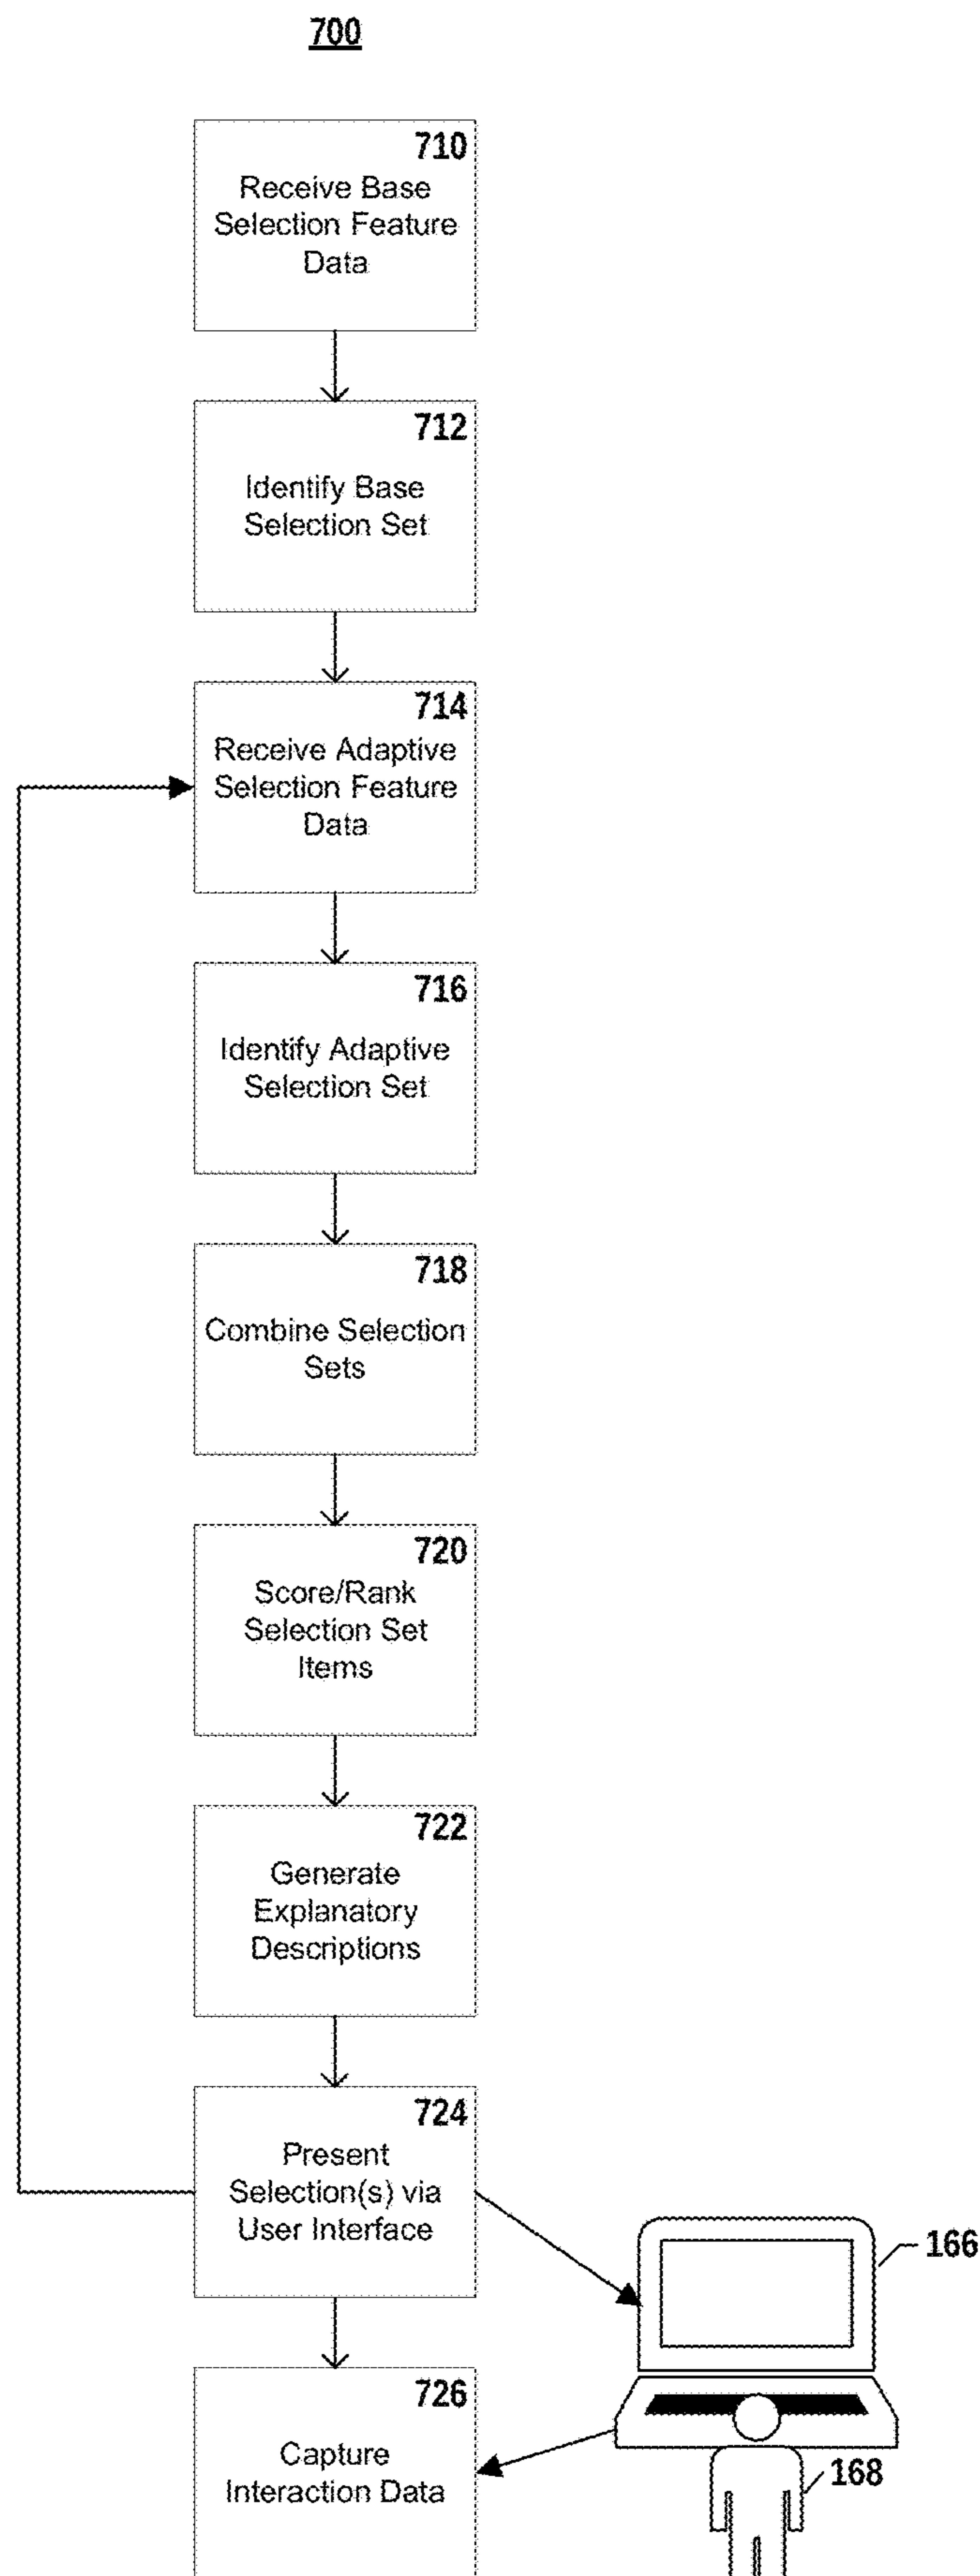 700
710
Receive Base
Selection Feature
Data
712
Identify Base
Selection Set
714
Receive Adaptive
Selection Feature
Data
716
Identify Adaptive
Selection Set
718
Combine Selection
Sets
720
Score/Rank
Selection Set
Items
722
Generate
Explanatory
Descriptions
724
Present
Selection(s) via
User Interface
166
726
Capture
Interaction Data
168